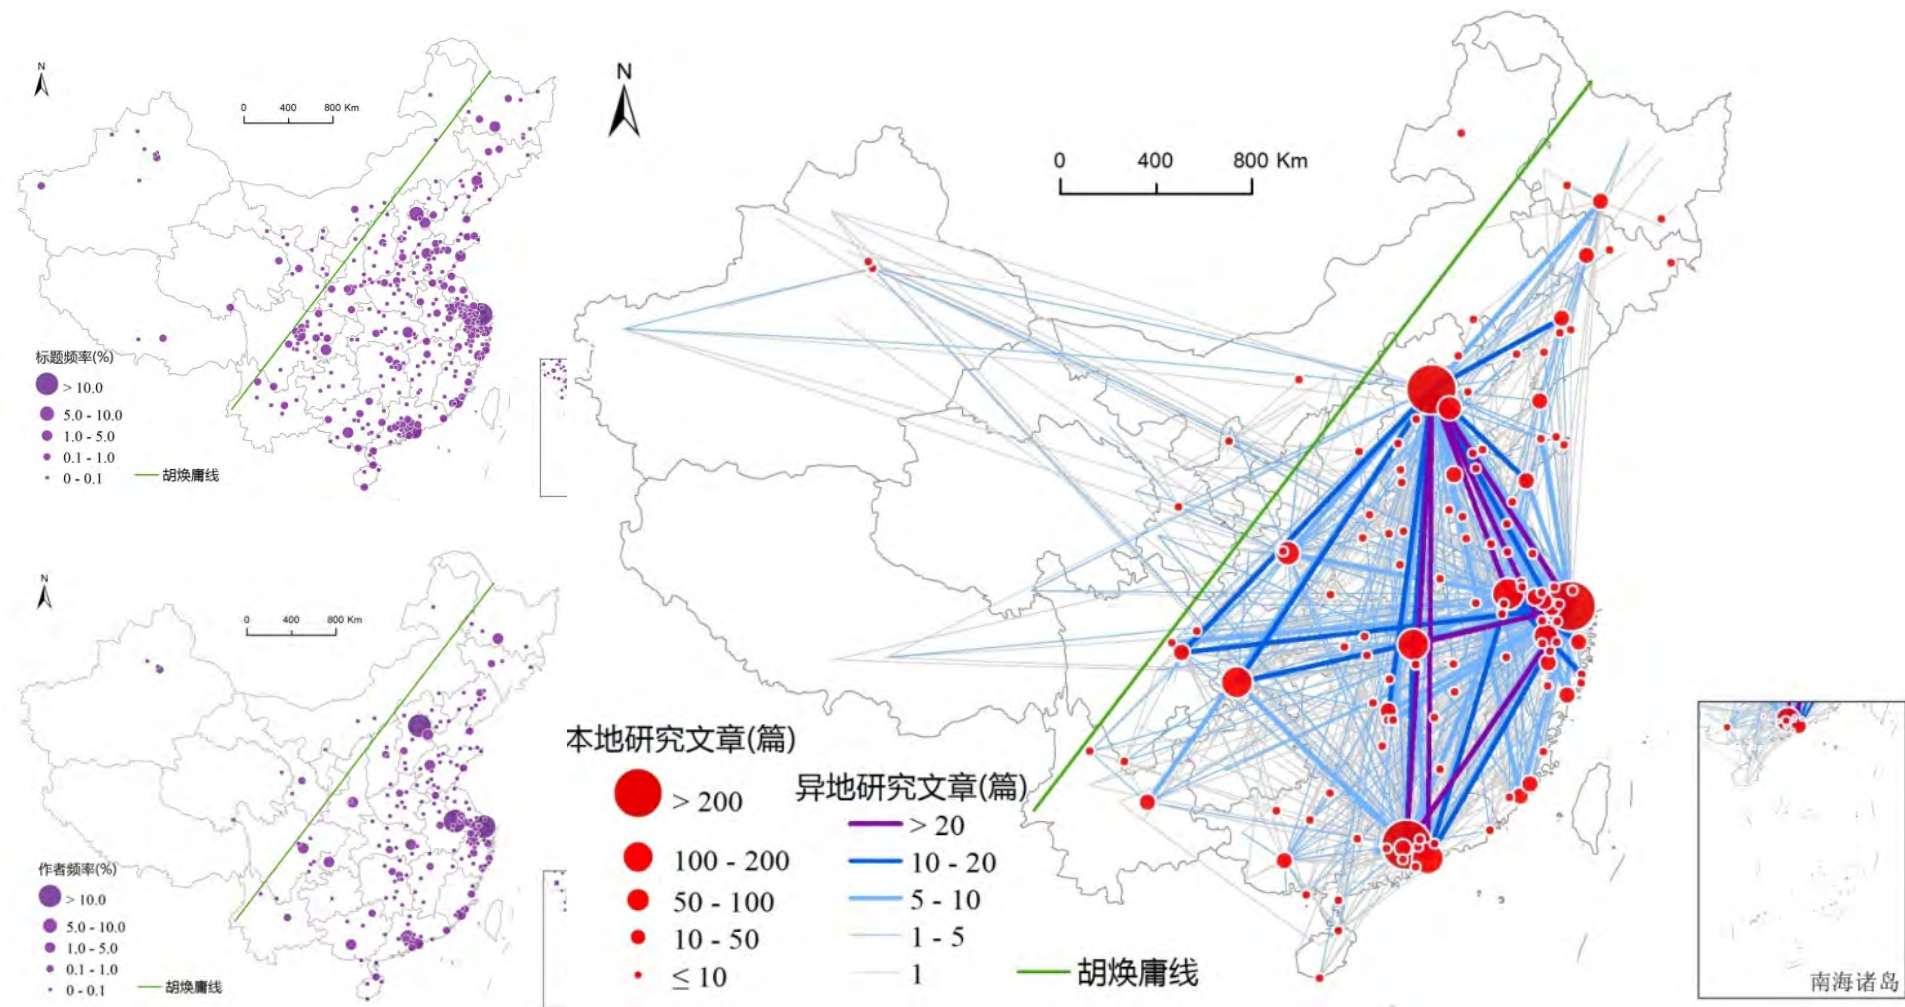 N
0 400 800 Km
标题频率(%)
> 10.0
5.0 - 10.0
1.0 - 5.0
0.1 - 1.0
0 - 0.1
胡焕庸线
N
0 400 800 Km
作者频率(%)
> 10.0
5.0 - 10.0
1.0 - 5.0
0.1 - 1.0
0 - 0.1
胡焕庸线
N
0 400 800 Km
本地研究文章(篇)
> 200
100 - 200
50 - 100
10 - 50
≤ 10
异地研究文章(篇)
> 20
10 - 20
5 - 10
1 - 5
1
胡焕庸线
南海诸岛